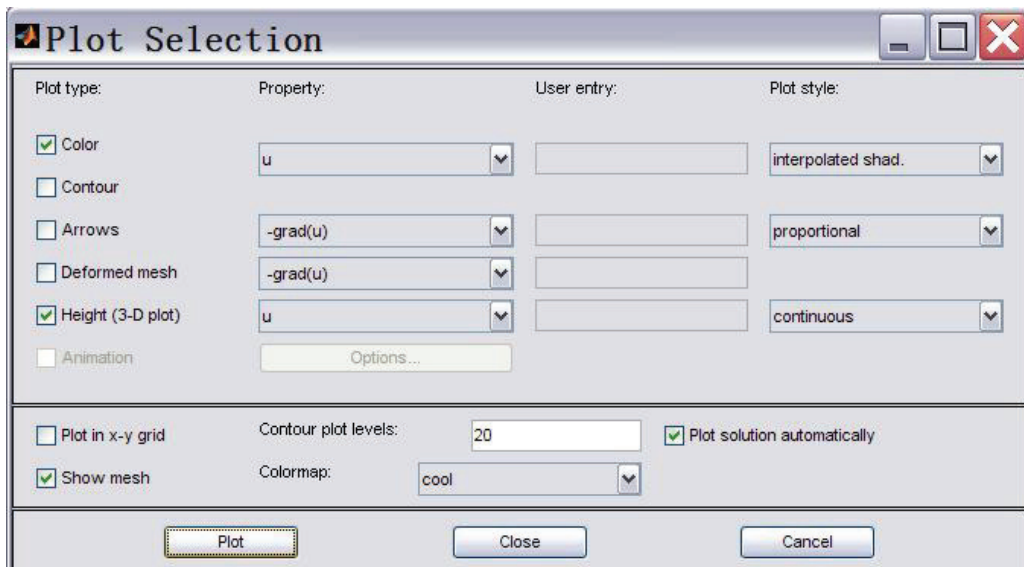 Plot Selection
Plot type: Property: User entry: Plot style:
Color u interpolated shad.
Contour
Arrows -grad(u) proportional
Deformed mesh -grad(u)
Height (3-D plot) u continuous
Animation Options...
Plot in x-y grid Contour plot levels: 20 Plot solution automatically
Show mesh Colormap: cool
Plot Close Cancel